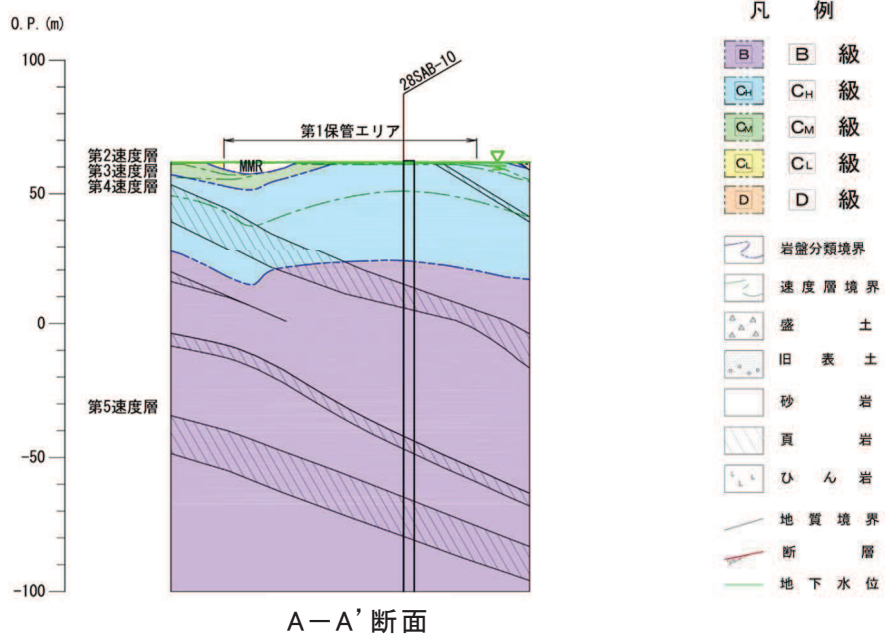 O.P.(m)
100
50
0
-50
-100
28SAB-10
第1保管エリア
MMR
第2速度層
第3速度層
第4速度層
第5速度層
A-A'断面
凡 例
B B 級
CH CH 級
CM CM 級
CL CL 級
D D 級
岩盤分類境界
速度層境界
盛土
旧表土
砂岩
頁岩
ひん岩
地質境界
断層
地下水位